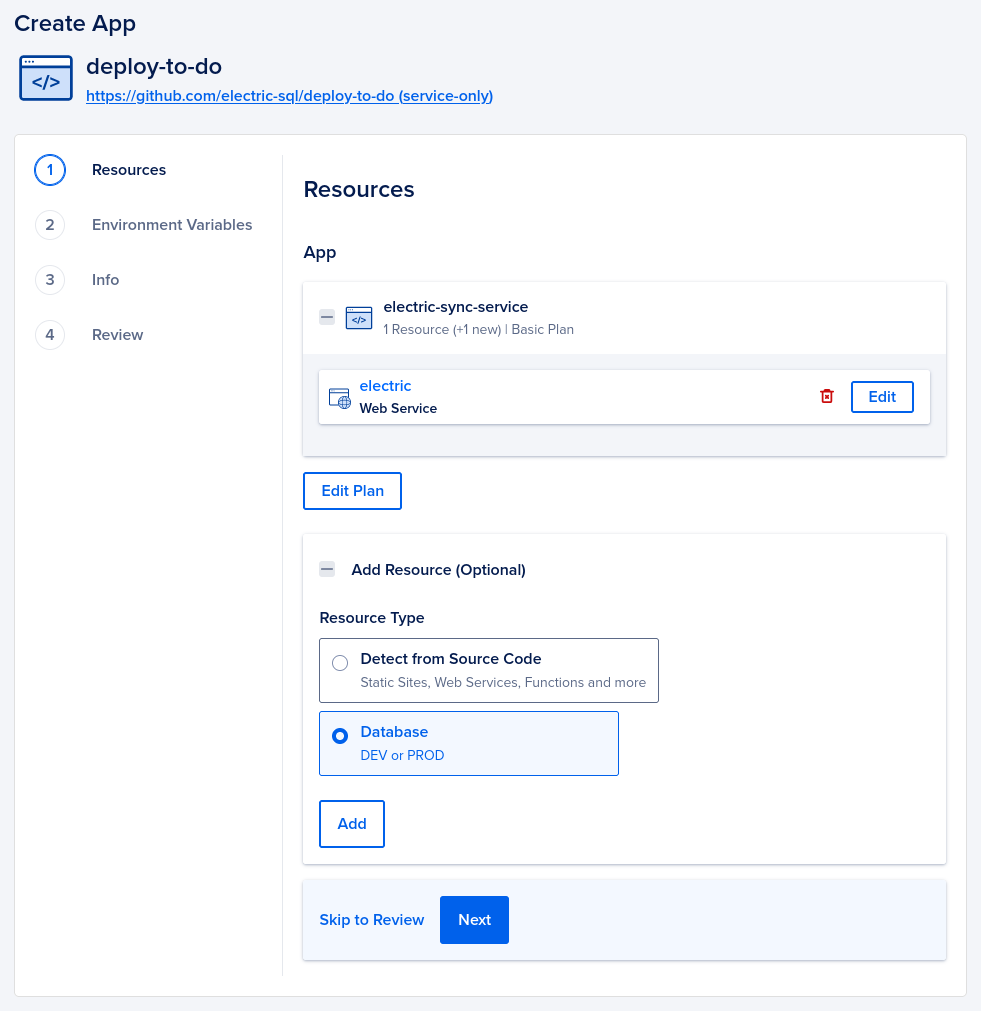 Create App
</>
deploy-to-do
https://github.com/electric-sql/deploy-to-do (service-only)
1
Resources
2
Environment Variables
3
Info
4
Review
Resources
App
</>
electric-sync-service
1 Resource (+1 new) | Basic Plan
electric
Web Service
Edit
Edit Plan
Add Resource (Optional)
Resource Type
Detect from Source Code
Static Sites, Web Services, Functions and more
Database
DEV or PROD
Add
Skip to Review
Next